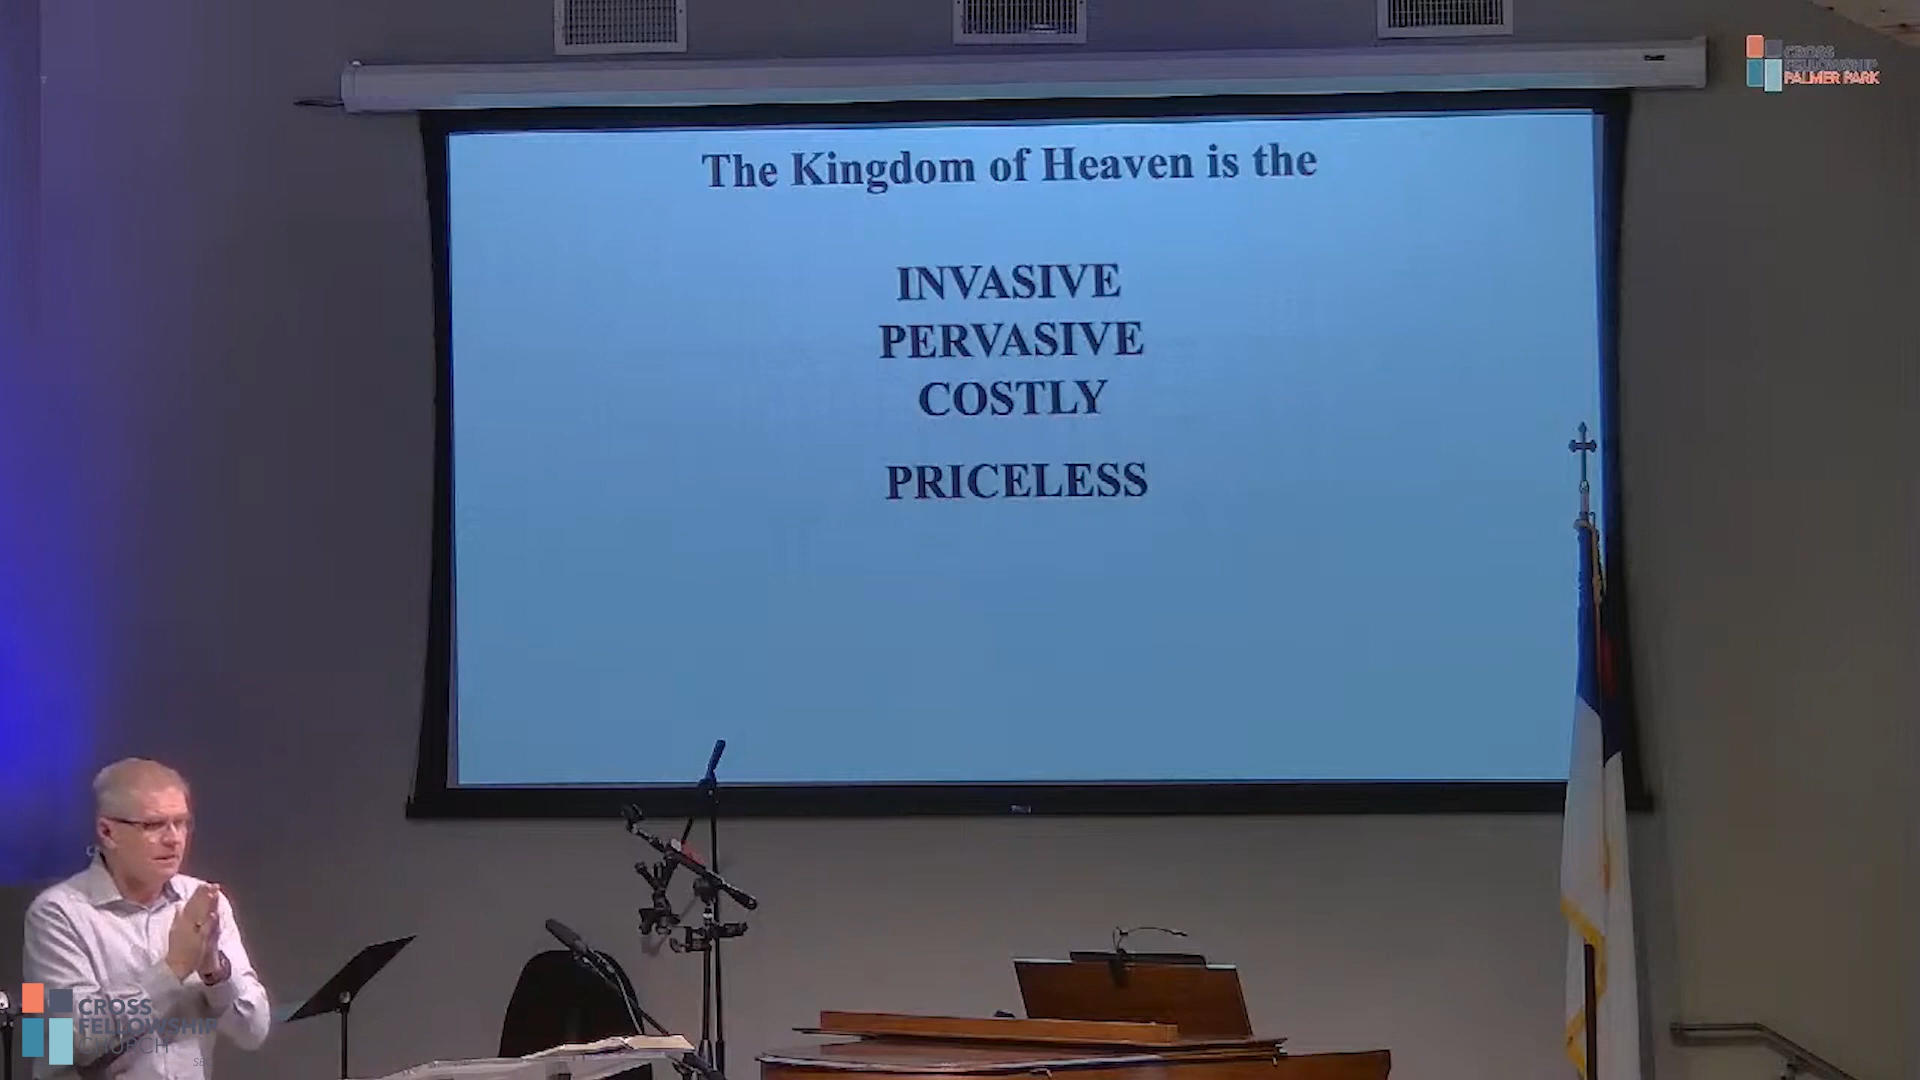 CROSS
FELLOWSHIP
PALMER PARK
The Kingdom of Heaven is the
INVASIVE
PERVASIVE
COSTLY
PRICELESS
CROSS
FELLOWSHIP
CHURCH